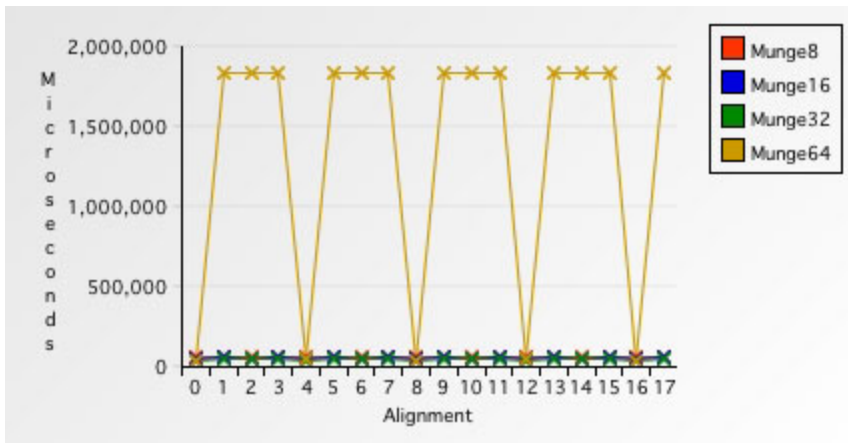 Microseconds
2,000,000
1,500,000
1,000,000
500,000
0
0 1 2 3 4 5 6 7 8 9 10 11 12 13 14 15 16 17
Alignment
Munge8
Munge16
Munge32
Munge64